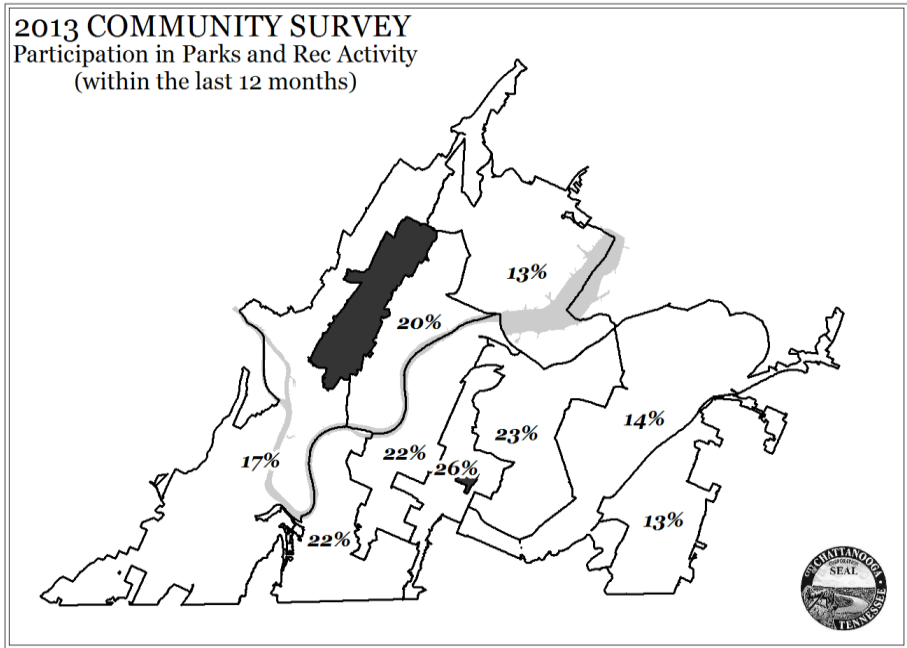 2013 COMMUNITY SURVEY
Participation in Parks and Rec Activity
(within the last 12 months)
13%
20%
14%
23%
22%
26%
17%
13%
22%
CHATTANOOGA
SEAL
TENNESSEE